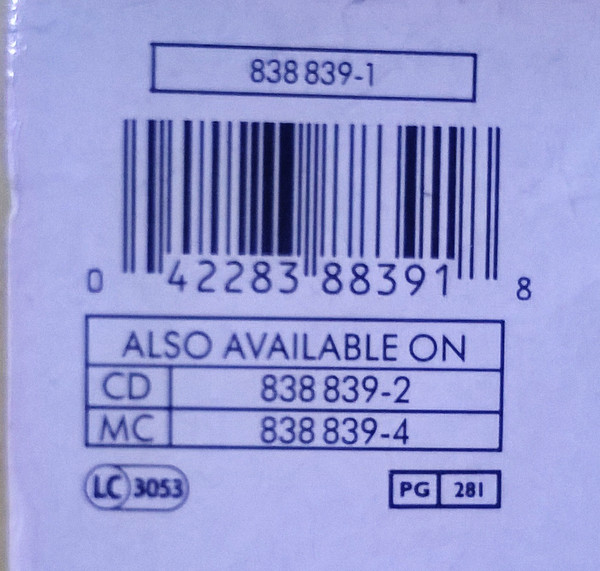 838 839-1
0 42283 88391 8
ALSO AVAILABLE ON
CD 838 839-2
MC 838 839-4
LC 3053 PG 281